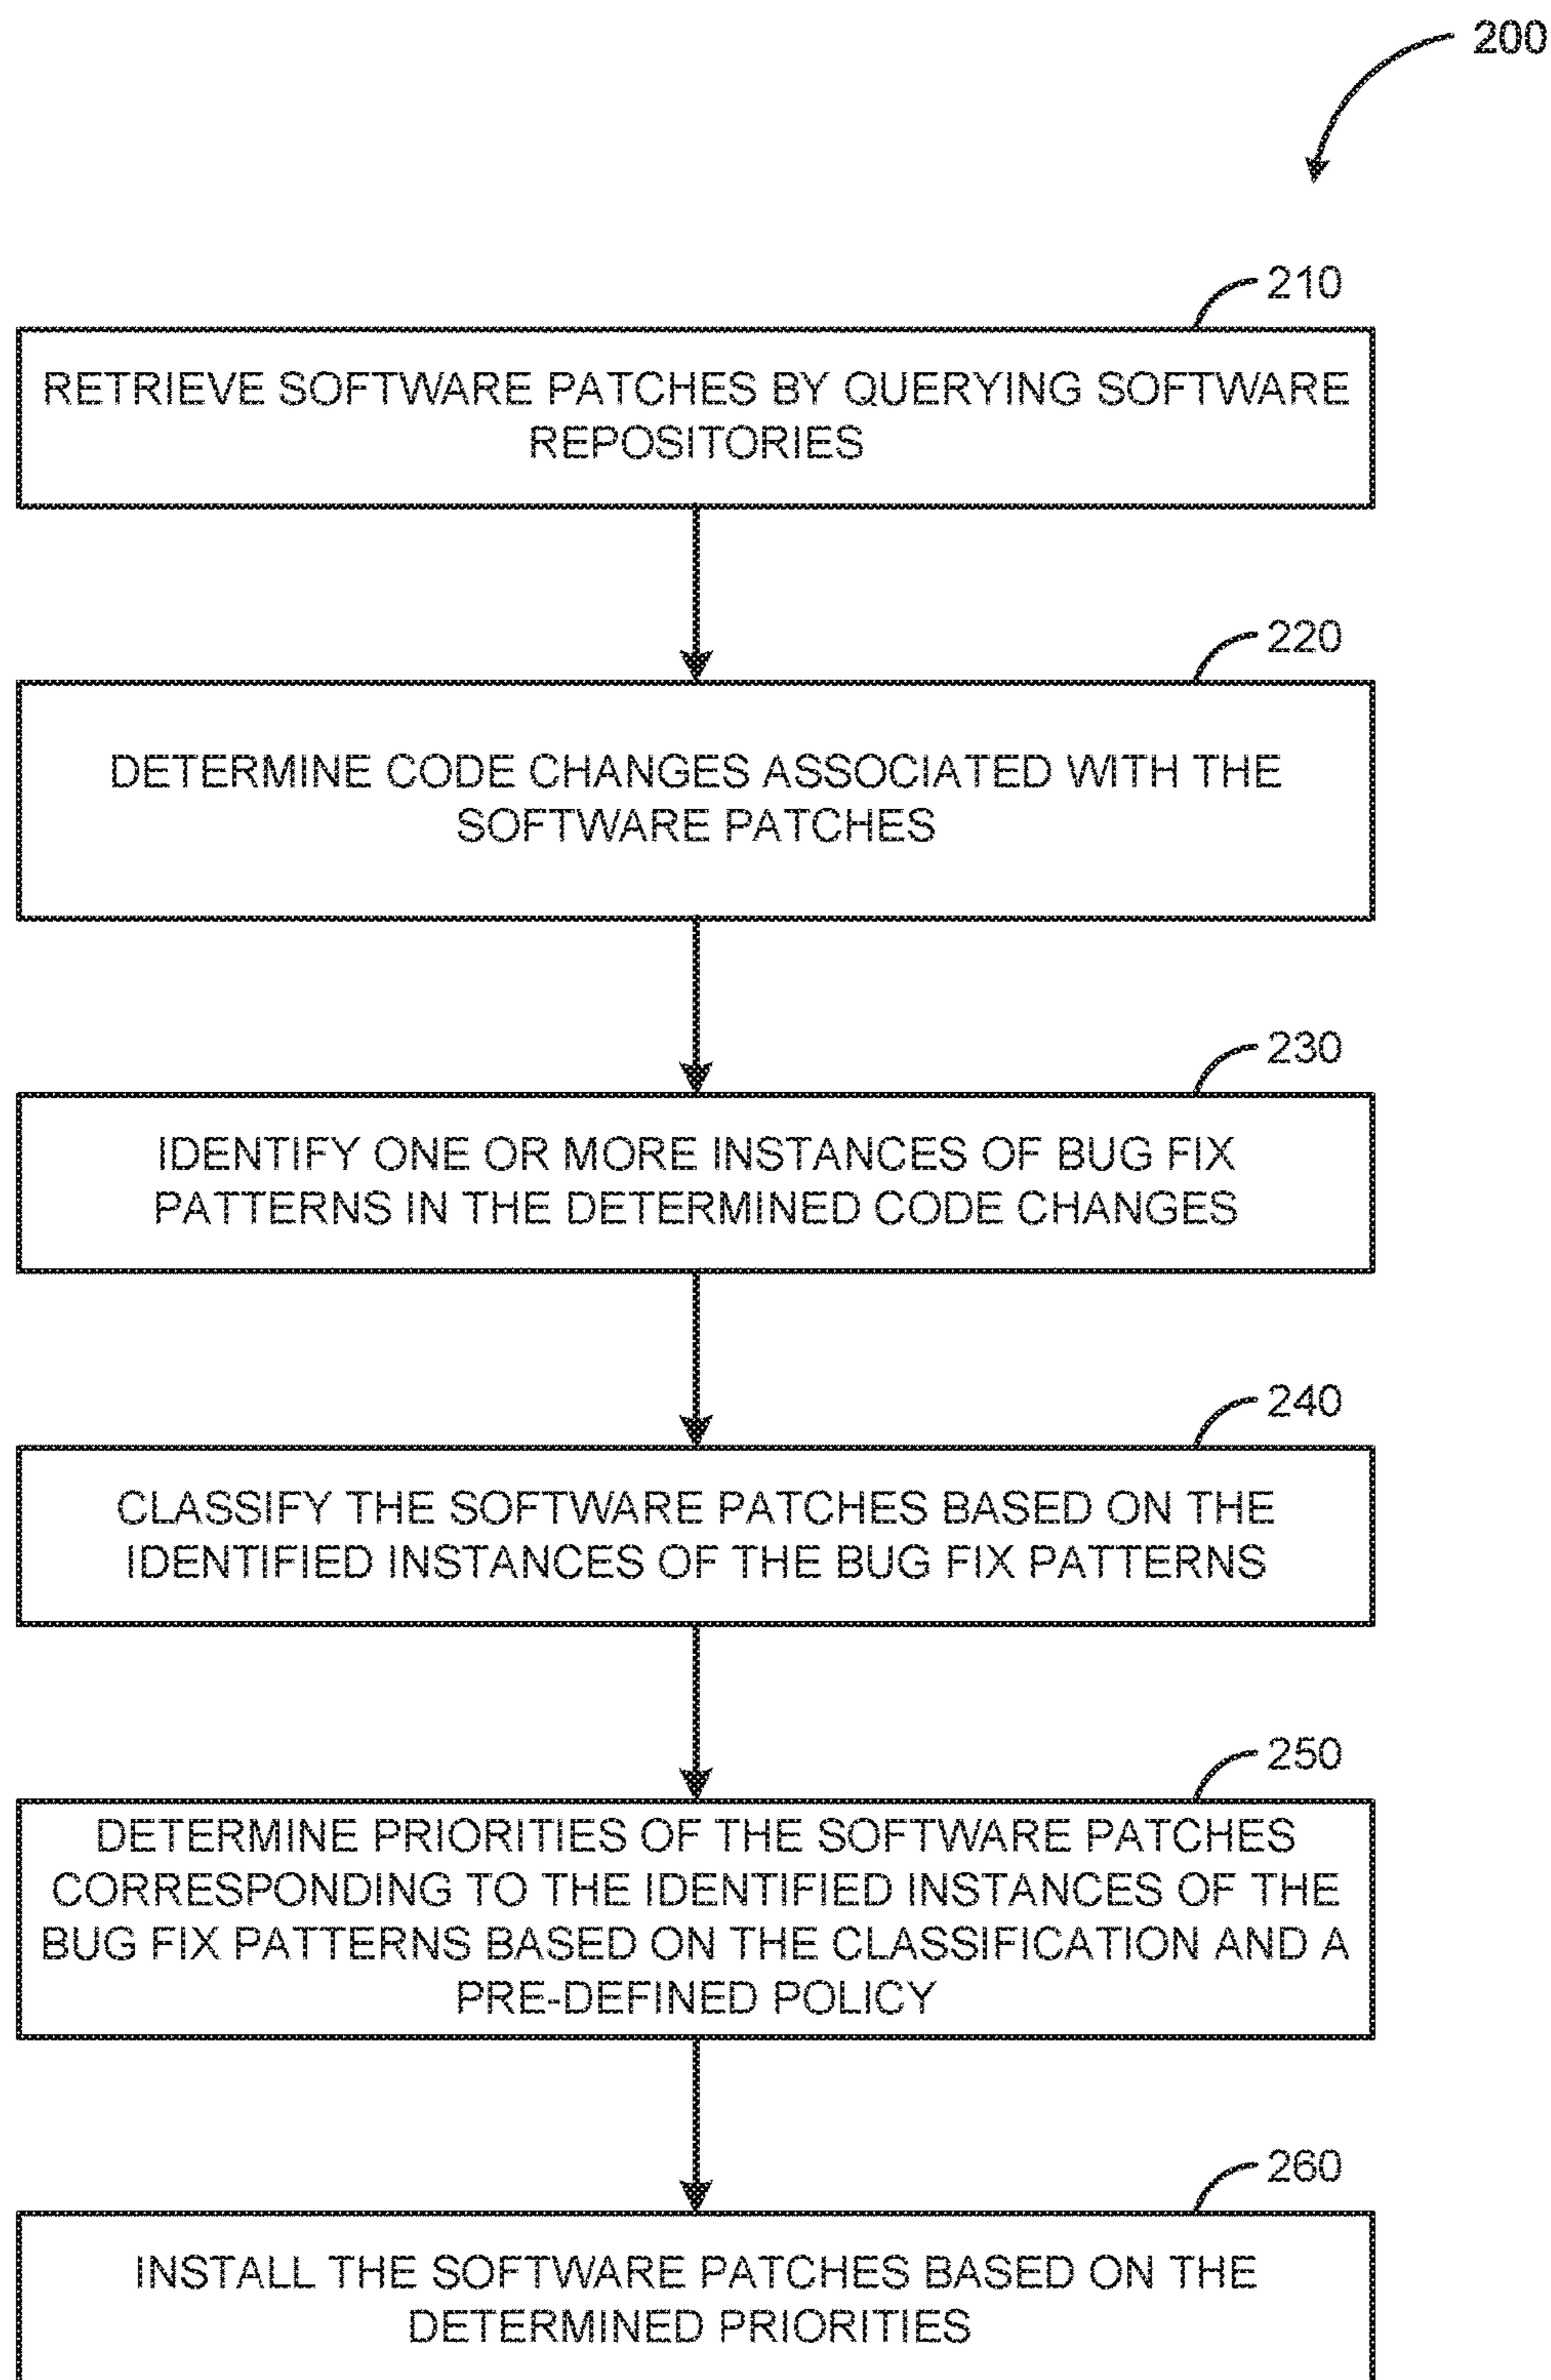 200
210
RETRIEVE SOFTWARE PATCHES BY QUERYING SOFTWARE
REPOSITORIES
220
DETERMINE CODE CHANGES ASSOCIATED WITH THE
SOFTWARE PATCHES
230
IDENTIFY ONE OR MORE INSTANCES OF BUG FIX
PATTERNS IN THE DETERMINED CODE CHANGES
240
CLASSIFY THE SOFTWARE PATCHES BASED ON THE
IDENTIFIED INSTANCES OF THE BUG FIX PATTERNS
250
DETERMINE PRIORITIES OF THE SOFTWARE PATCHES
CORRESPONDING TO THE IDENTIFIED INSTANCES OF THE
BUG FIX PATTERNS BASED ON THE CLASSIFICATION AND A
PRE-DEFINED POLICY
260
INSTALL THE SOFTWARE PATCHES BASED ON THE
DETERMINED PRIORITIES